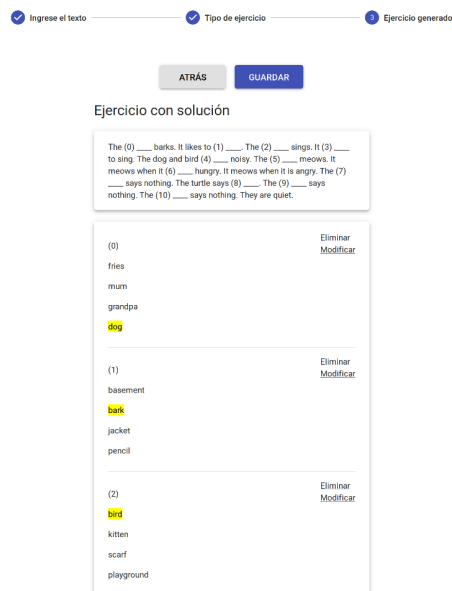 Ingrese el texto
Tipo de ejercicio
3 Ejercicio generado
ATRÁS
GUARDAR
Ejercicio con solución
The (0) ____ barks. It likes to (1) ____. The (2) ____ sings. It (3) ____
to sing. The dog and bird (4) ____ noisy. The (5) ____ meows. It
meows when it (6) ____ hungry. It meows when it is angry. The (7)
____ says nothing. The turtle says (8) ____. The (9) ____ says
nothing. The (10) ____ says nothing. They are quiet.
(0)
Eliminar
Modificar
fries
mum
grandpa
dog
(1)
Eliminar
Modificar
basement
bark
jacket
pencil
(2)
Eliminar
Modificar
bird
kitten
scarf
playground